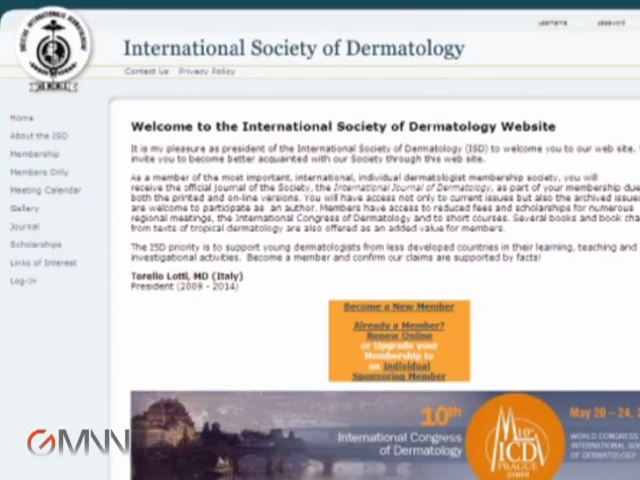 username password
International Society of Dermatology
Contact Us Privacy Policy
Home
About the ISD
Membership
Members Only
Meeting Calendar
Gallery
Journal
Scholarships
Links of Interest
Log-In
Welcome to the International Society of Dermatology Website
It is my pleasure as president of the International Society of Dermatology (ISD) to welcome you to our web site.
invite you to become better acquainted with our Society through this web site.
As a member of the most important, international, individual dermatologist membership society, you will
receive the official journal of the Society, the International Journal of Dermatology, as part of your membership due
both the printed and on-line versions. You will have access not only to current issues but also the archived issues
are welcome to participate as an author. Members have access to reduced fees and scholarships for numerous
regional meetings, the International Congress of Dermatology and to short courses. Several books and book cha
from texts of tropical dermatology are also offered as an added value for members.
The ISD priority is to support young dermatologists from less developed countries in their learning, teaching and
investigational activities. Become a member and confirm our claims are supported by facts!
Torello Lotti, MD (Italy)
President (2009 - 2014)
Become a New Member
Already a Member?
Renew Online
or Upgrade your
Membership to
an Individual
Sponsoring Member
10th
International Congress
of Dermatology
10th
ICD
PRAGUE
2009
May 20 - 24, 2
WORLD CONGRESS
INTERNATIONAL SOC
OF DERMATOLOGY
GMNN